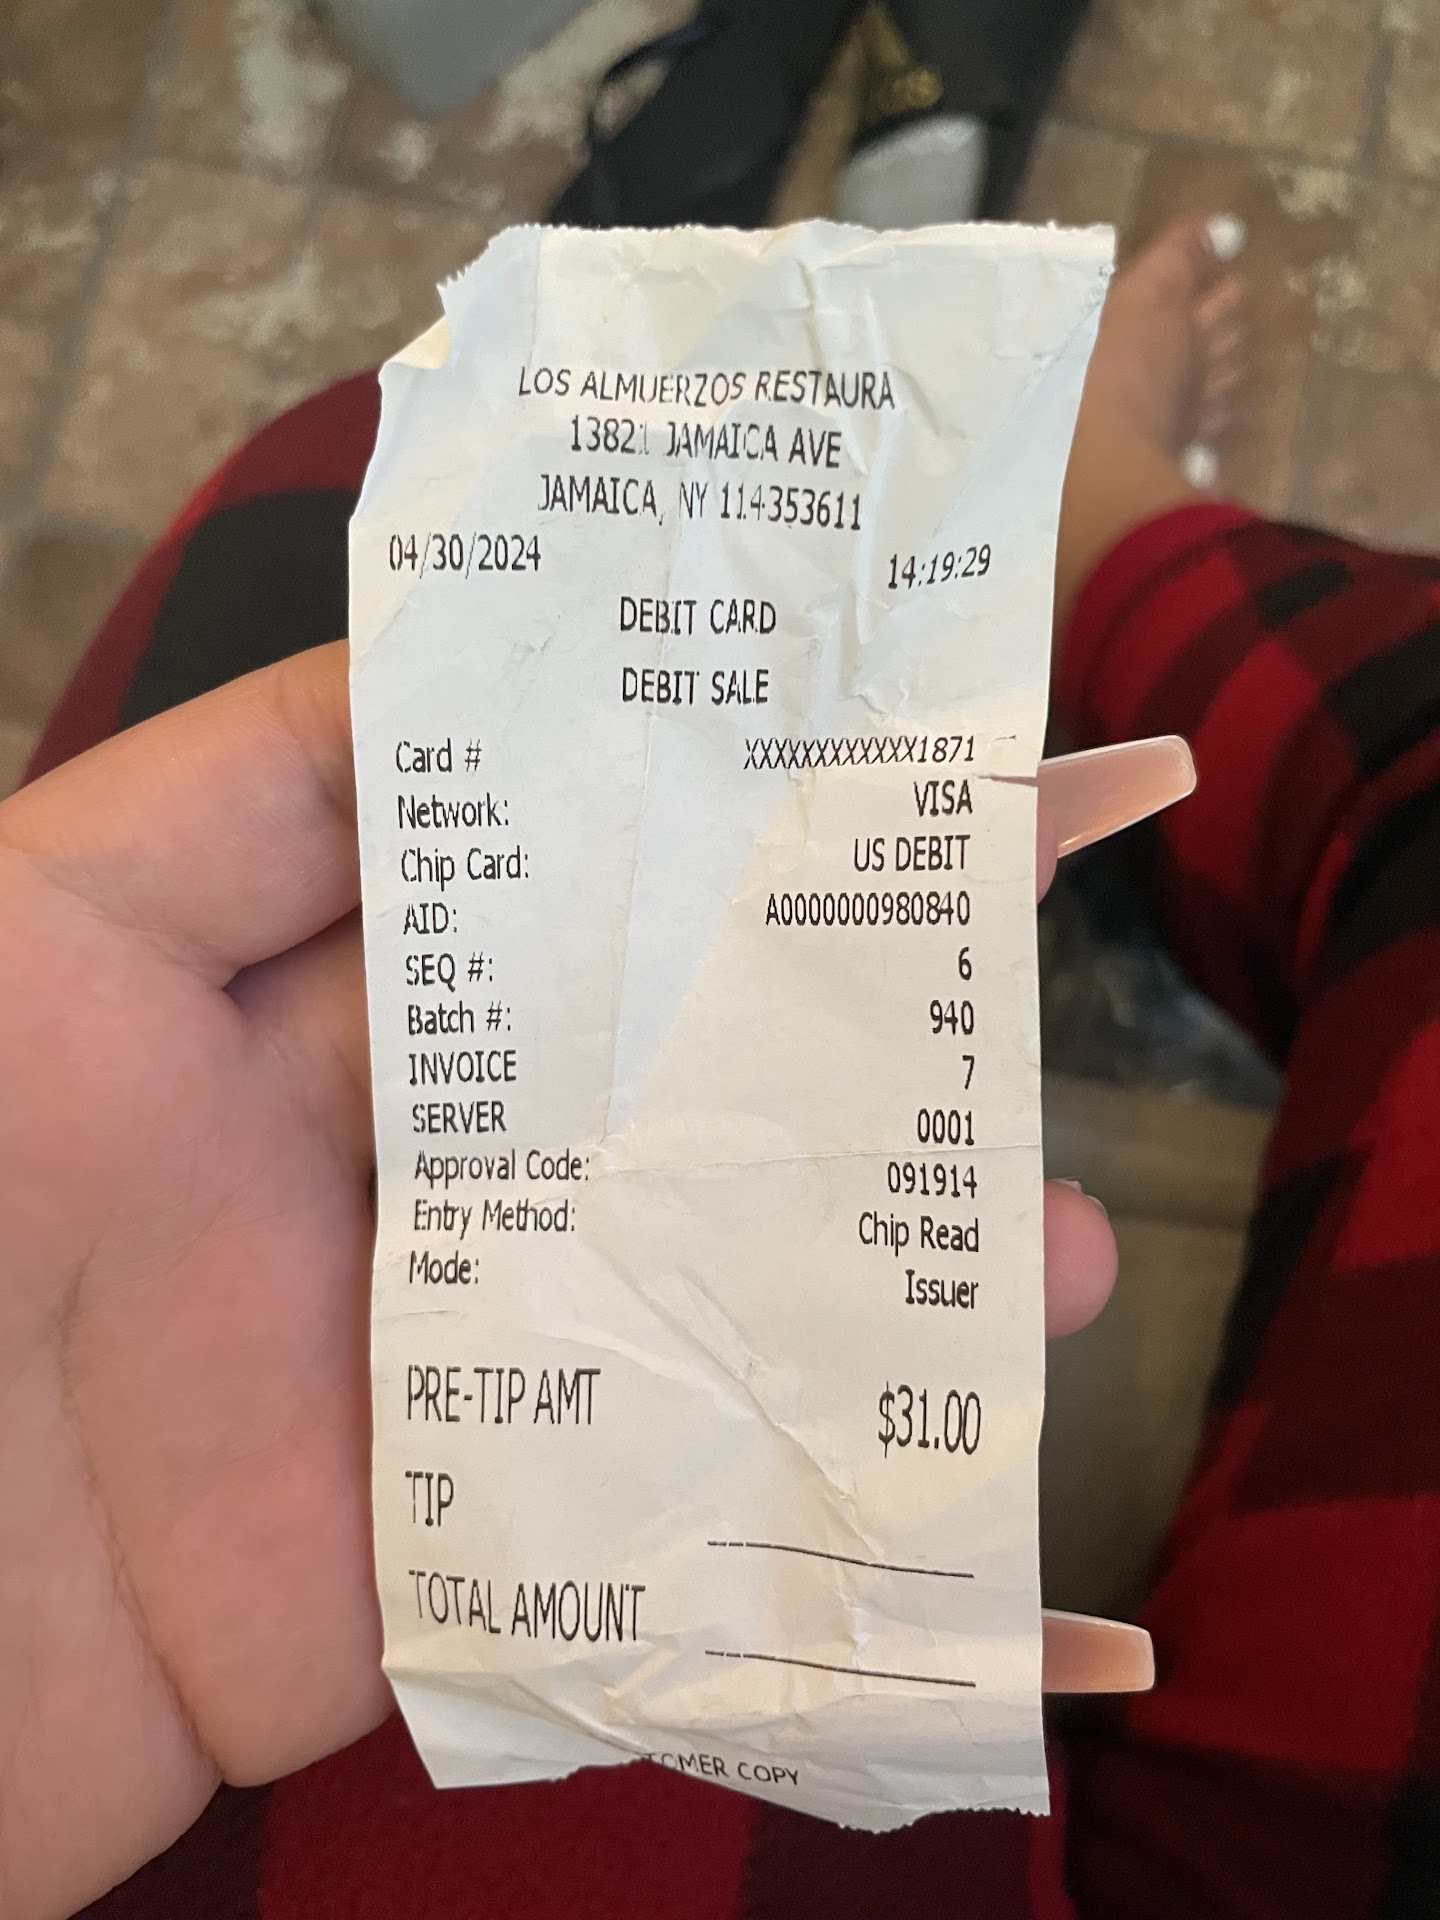 LOS ALMUERZOS RESTAURA
13821 JAMAICA AVE
JAMAICA, NY 114353611
04/30/2024 14:19:29
DEBIT CARD
DEBIT SALE
Card # XXXXXXXXXXXX1871
Network: VISA
Chip Card: US DEBIT
AID: A0000000980840
SEQ #: 6
Batch #: 940
INVOICE 7
SERVER 0001
Approval Code: 091914
Entry Method: Chip Read
Mode: Issuer
PRE-TIP AMT $31.00
TIP
TOTAL AMOUNT
TOMER COPY